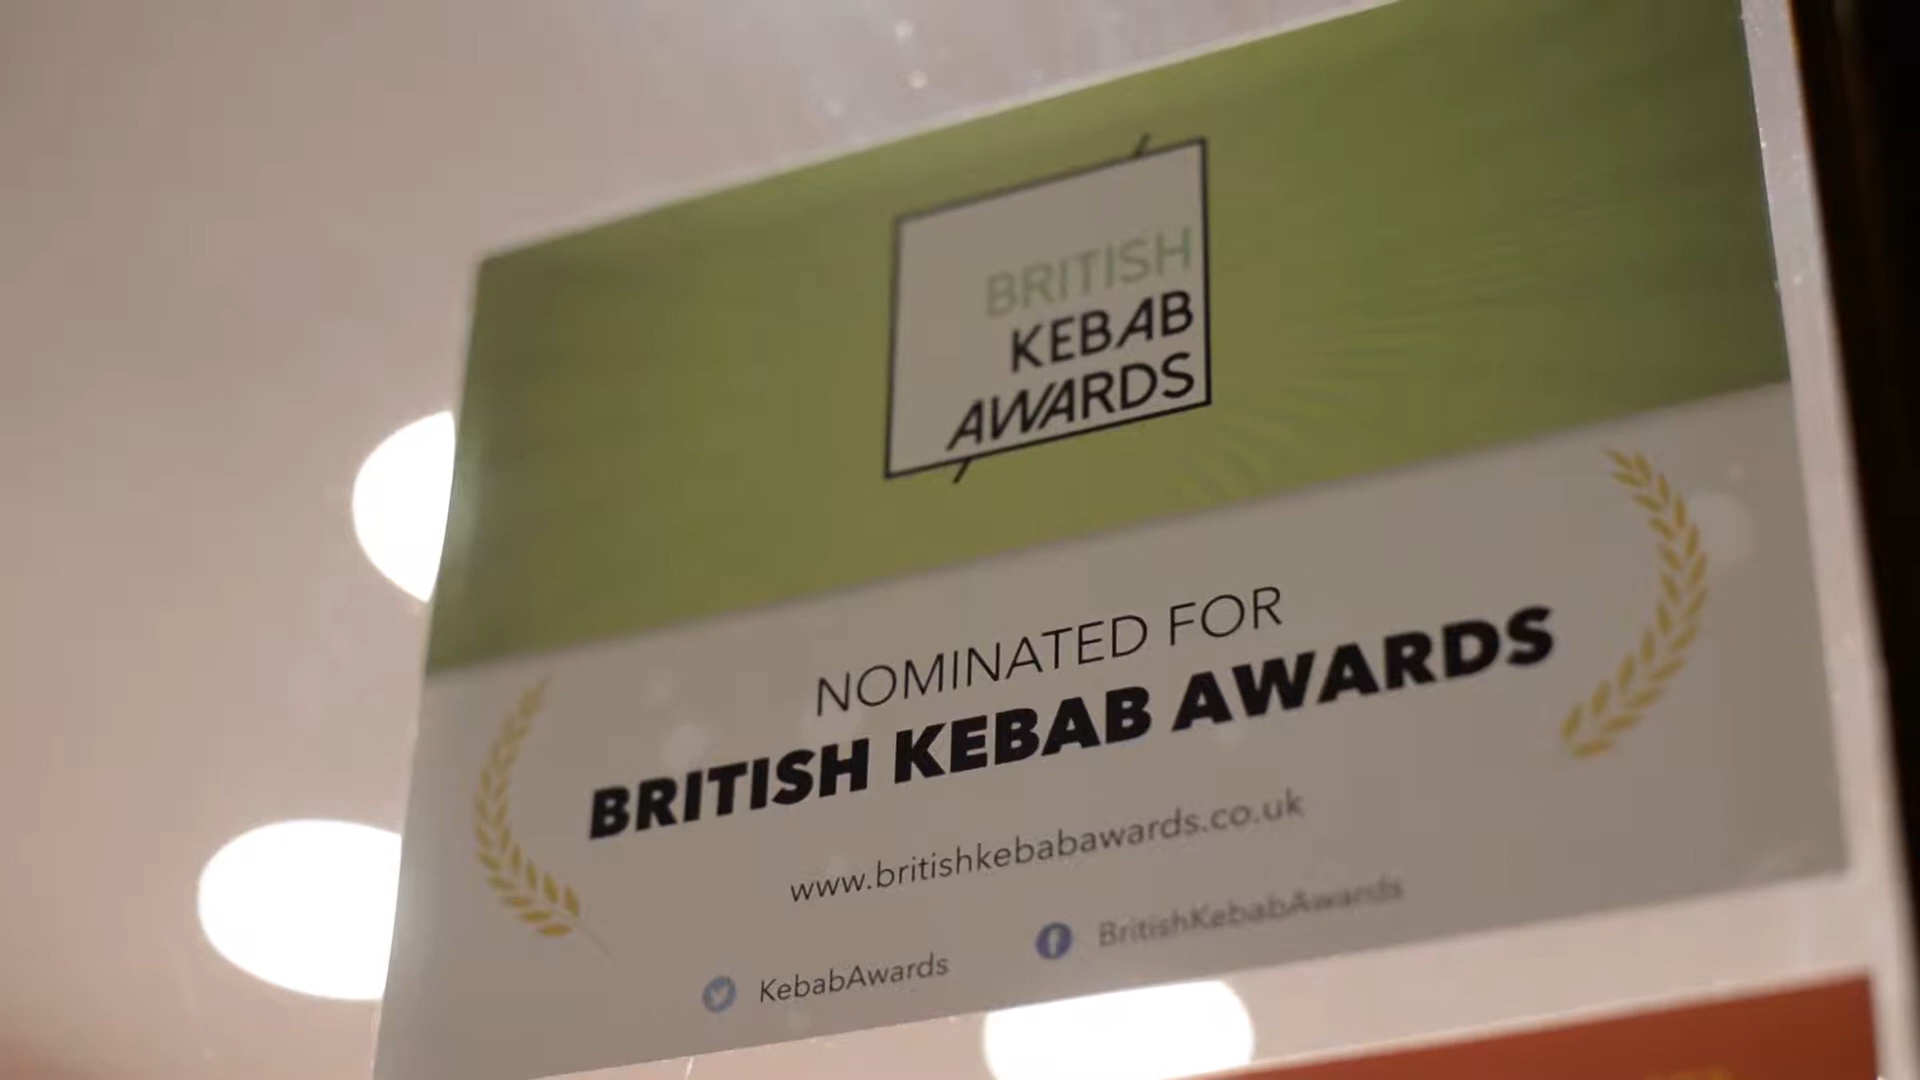 BRITISH
KEBAB
AWARDS
NOMINATED FOR
BRITISH KEBAB AWARDS
www.britishkebabawards.co.uk
KebabAwards
BritishKebabAwards